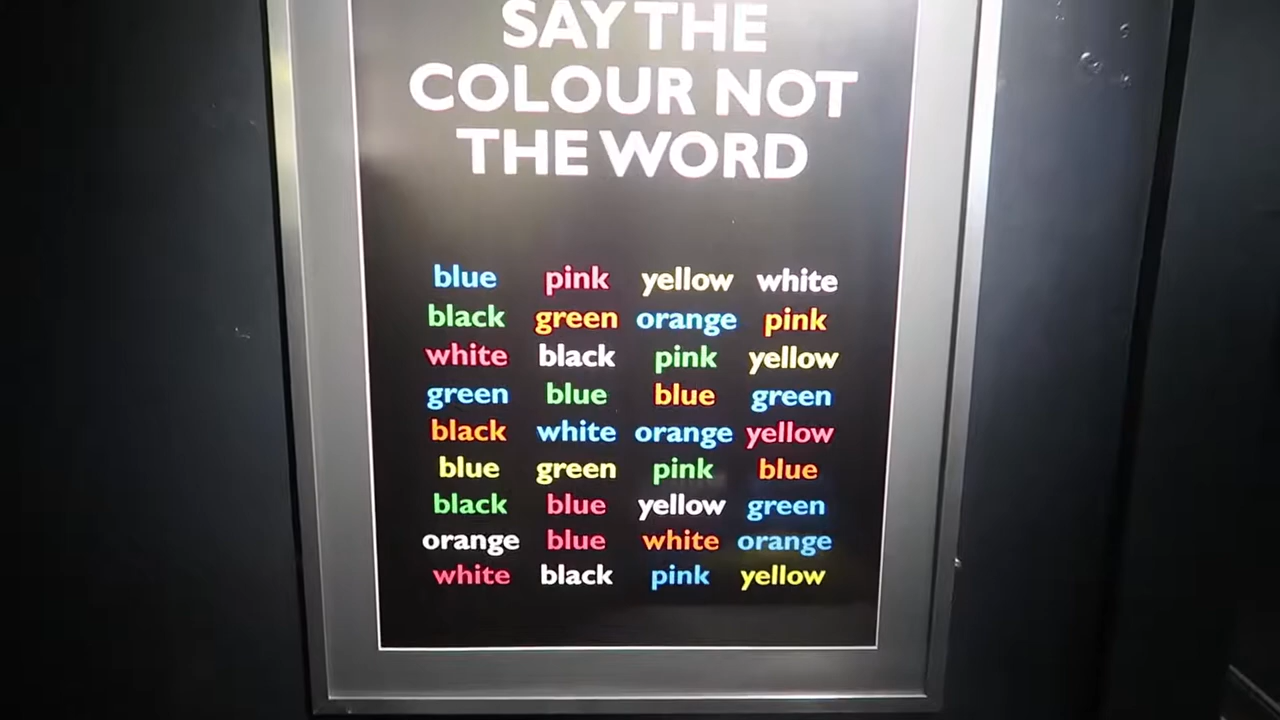 SAY THE
COLOUR NOT
THE WORD
blue pink yellow white
black green orange pink
white black pink yellow
green blue blue green
black white orange yellow
blue green pink blue
black blue yellow green
orange blue white orange
white black pink yellow